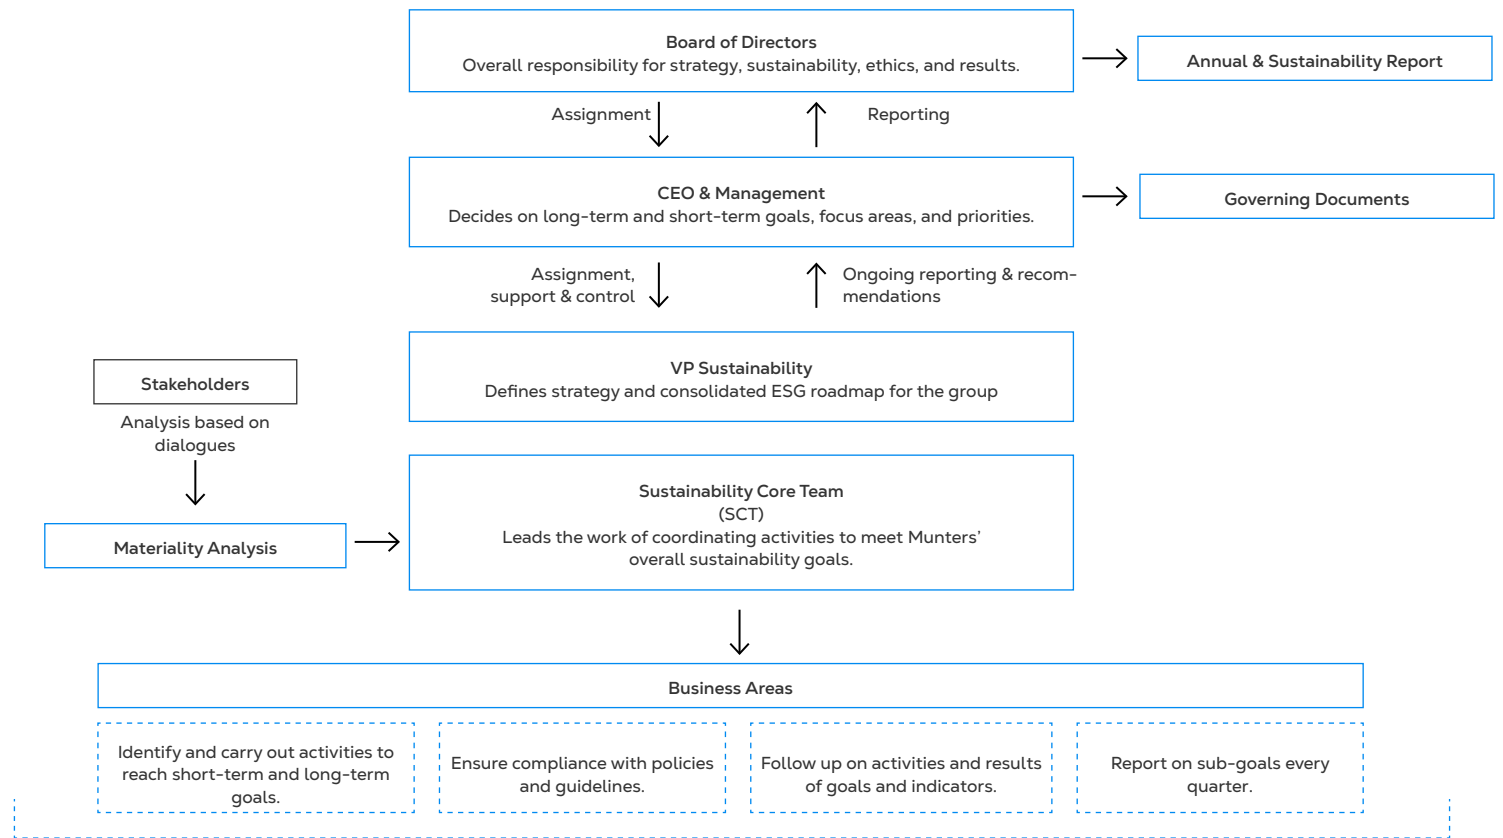 Board of Directors
Overall responsibility for strategy, sustainability, ethics, and results.
Annual & Sustainability Report
Assignment
Reporting
CEO & Management
Decides on long-term and short-term goals, focus areas, and priorities.
Governing Documents
Assignment,
support & control
Ongoing reporting & recom-
mendations
VP Sustainability
Defines strategy and consolidated ESG roadmap for the group
Stakeholders
Analysis based on
dialogues
Materiality Analysis
Sustainability Core Team
(SCT)
Leads the work of coordinating activities to meet Munters’
overall sustainability goals.
Business Areas
Identify and carry out activities to
reach short-term and long-term
goals.
Ensure compliance with policies
and guidelines.
Follow up on activities and results
of goals and indicators.
Report on sub-goals every
quarter.